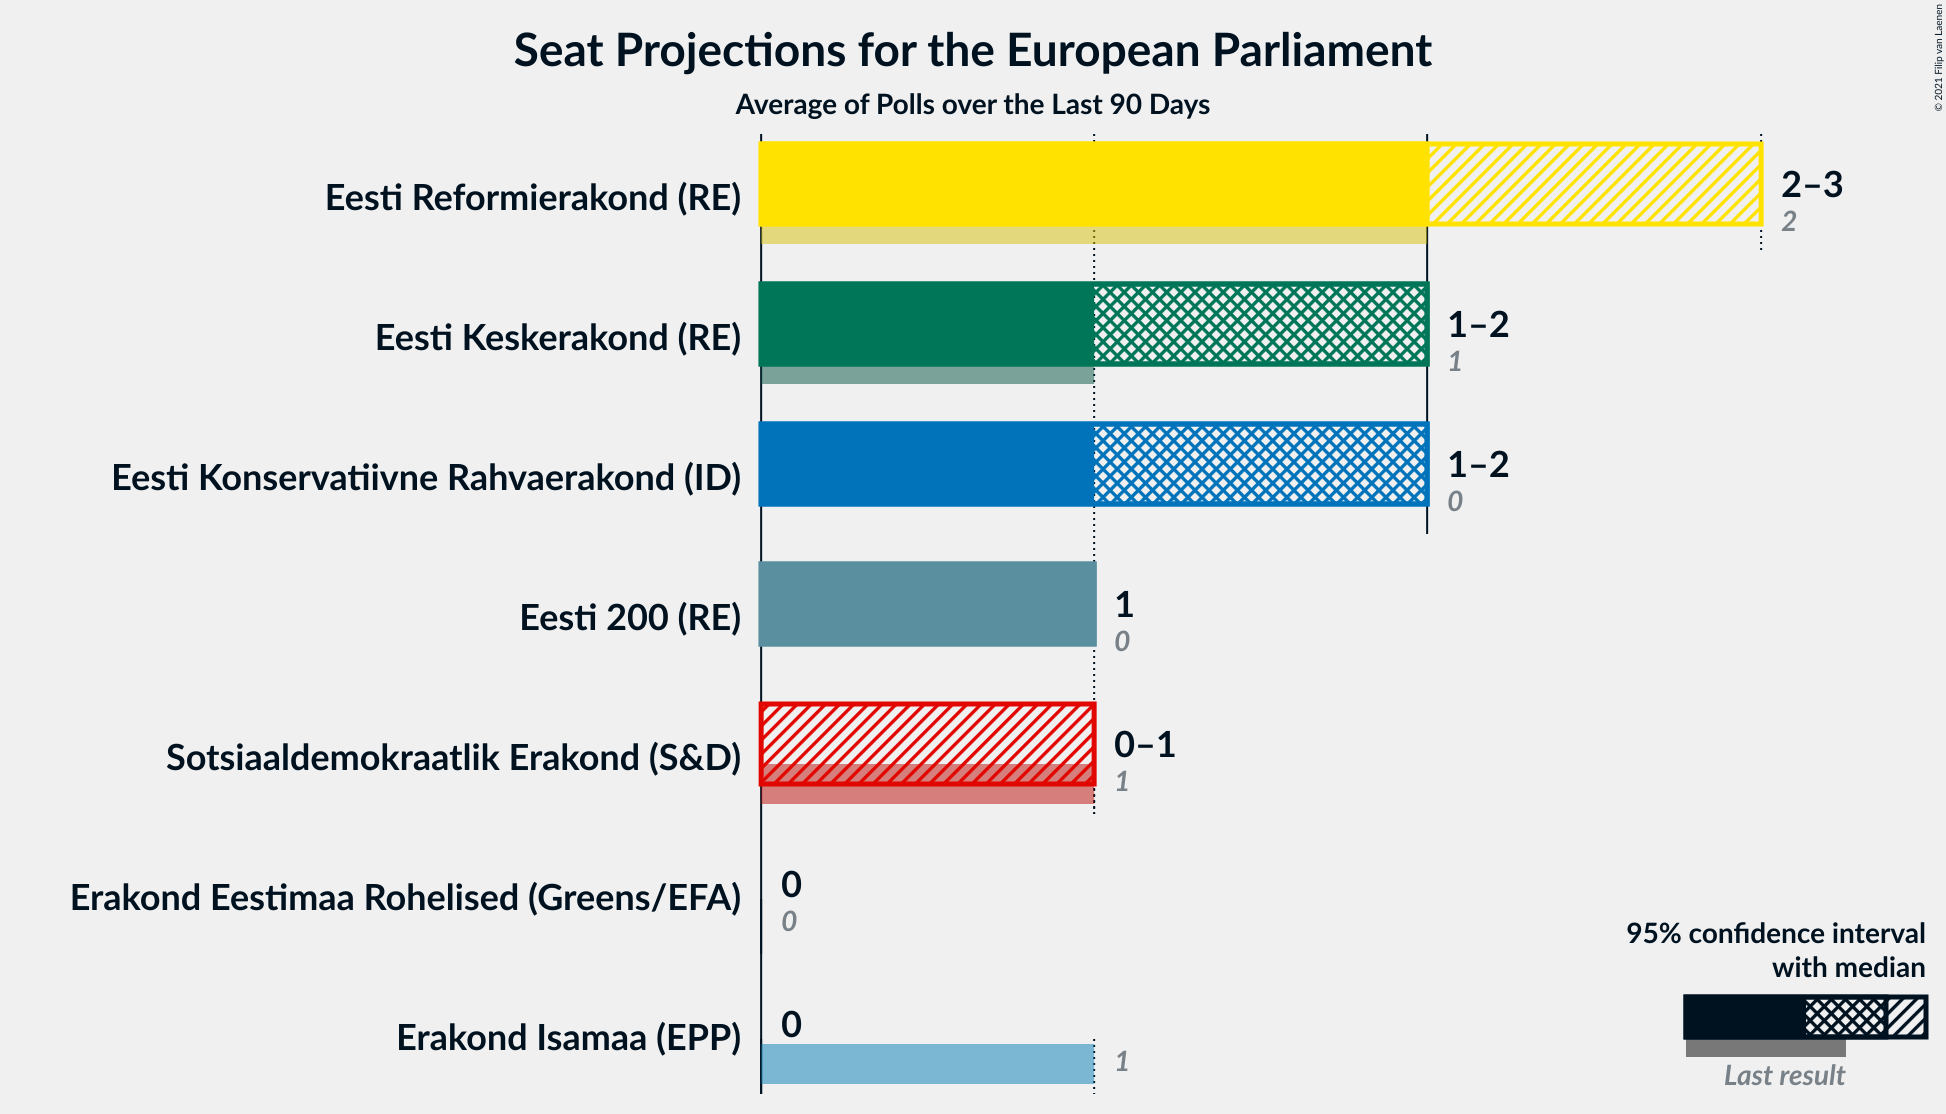 Seat Projections for the European Parliament
Average of Polls over the Last 90 Days
© 2021 Filip van Laenen
Eesti Reformierakond (RE)
2–3
2
Eesti Keskerakond (RE)
1–2
1
Eesti Konservatiivne Rahvaerakond (ID)
1–2
0
Eesti 200 (RE)
1
0
Sotsiaaldemokraatlik Erakond (S&D)
0–1
1
Erakond Eestimaa Rohelised (Greens/EFA)
0
0
Erakond Isamaa (EPP)
0
1
95% confidence interval
with median
Last result